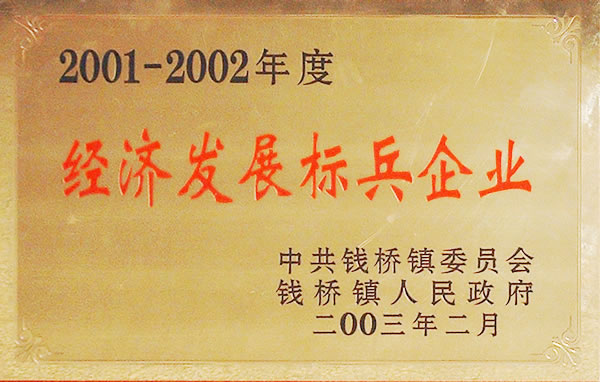 2001-2002年度
经济发展标兵企业
中共钱桥镇委员会
钱桥镇人民政府
二00三年二月